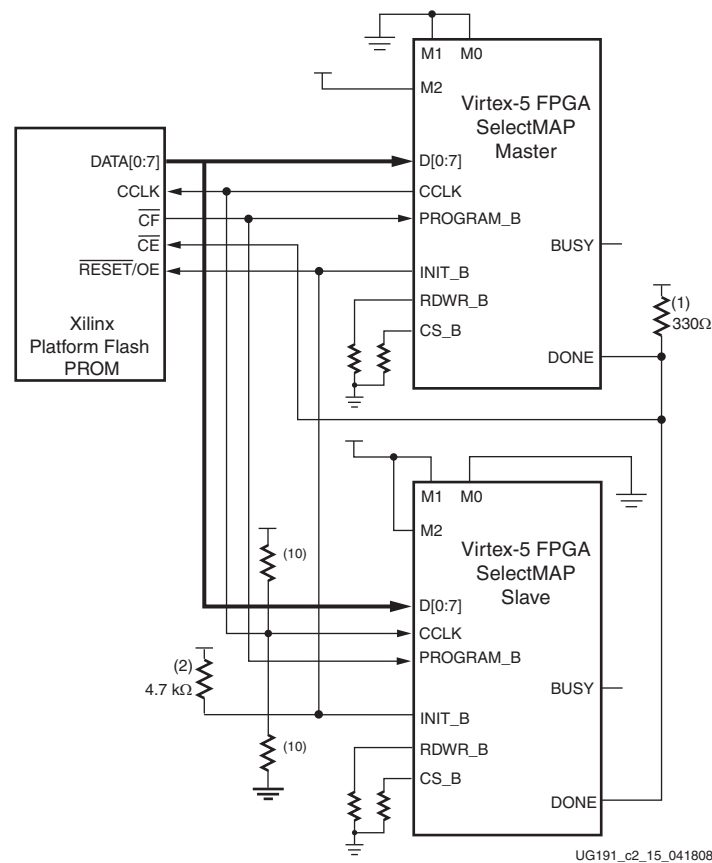 M1 M0
M2
Virtex-5 FPGA
SelectMAP
Master
DATA[0:7]
D[0:7]
CCLK
CCLK
CF
PROGRAM_B
CE
BUSY
RESET/OE
INIT_B
RDWR_B
CS_B
Xilinx
Platform Flash
PROM
(1)
330Ω
DONE
M1 M0
M2
Virtex-5 FPGA
SelectMAP
Slave
(10)
D[0:7]
CCLK
PROGRAM_B
(2)
4.7 kΩ
BUSY
INIT_B
(10)
RDWR_B
CS_B
DONE
UG191_c2_15_041808